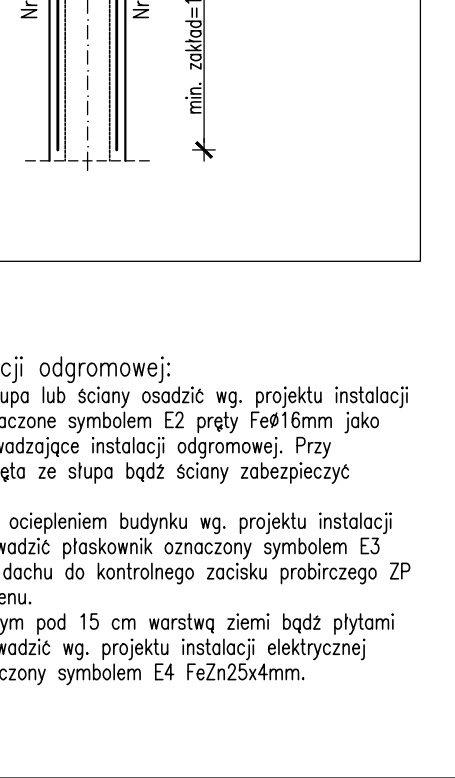 Nr
Nr
min. zakład=1
cji odgromowej:
upa lub ściany osadzić wg. projektu instalacji
aczone symbolem E2 pręty FeØ16mm jako
wadzające instalacji odgromowej. Przy
ęta ze słupa bądź ściany zabezpieczyć
ociepleniem budynku wg. projektu instalacji
wadzić płaskownik oznaczony symbolem E3
dachu do kontrolnego zacisku probirczego ZP
enu.
ym pod 15 cm warstwą ziemi bądź płytami
wadzić wg. projektu instalacji elektrycznej
czony symbolem E4 FeZn25x4mm.